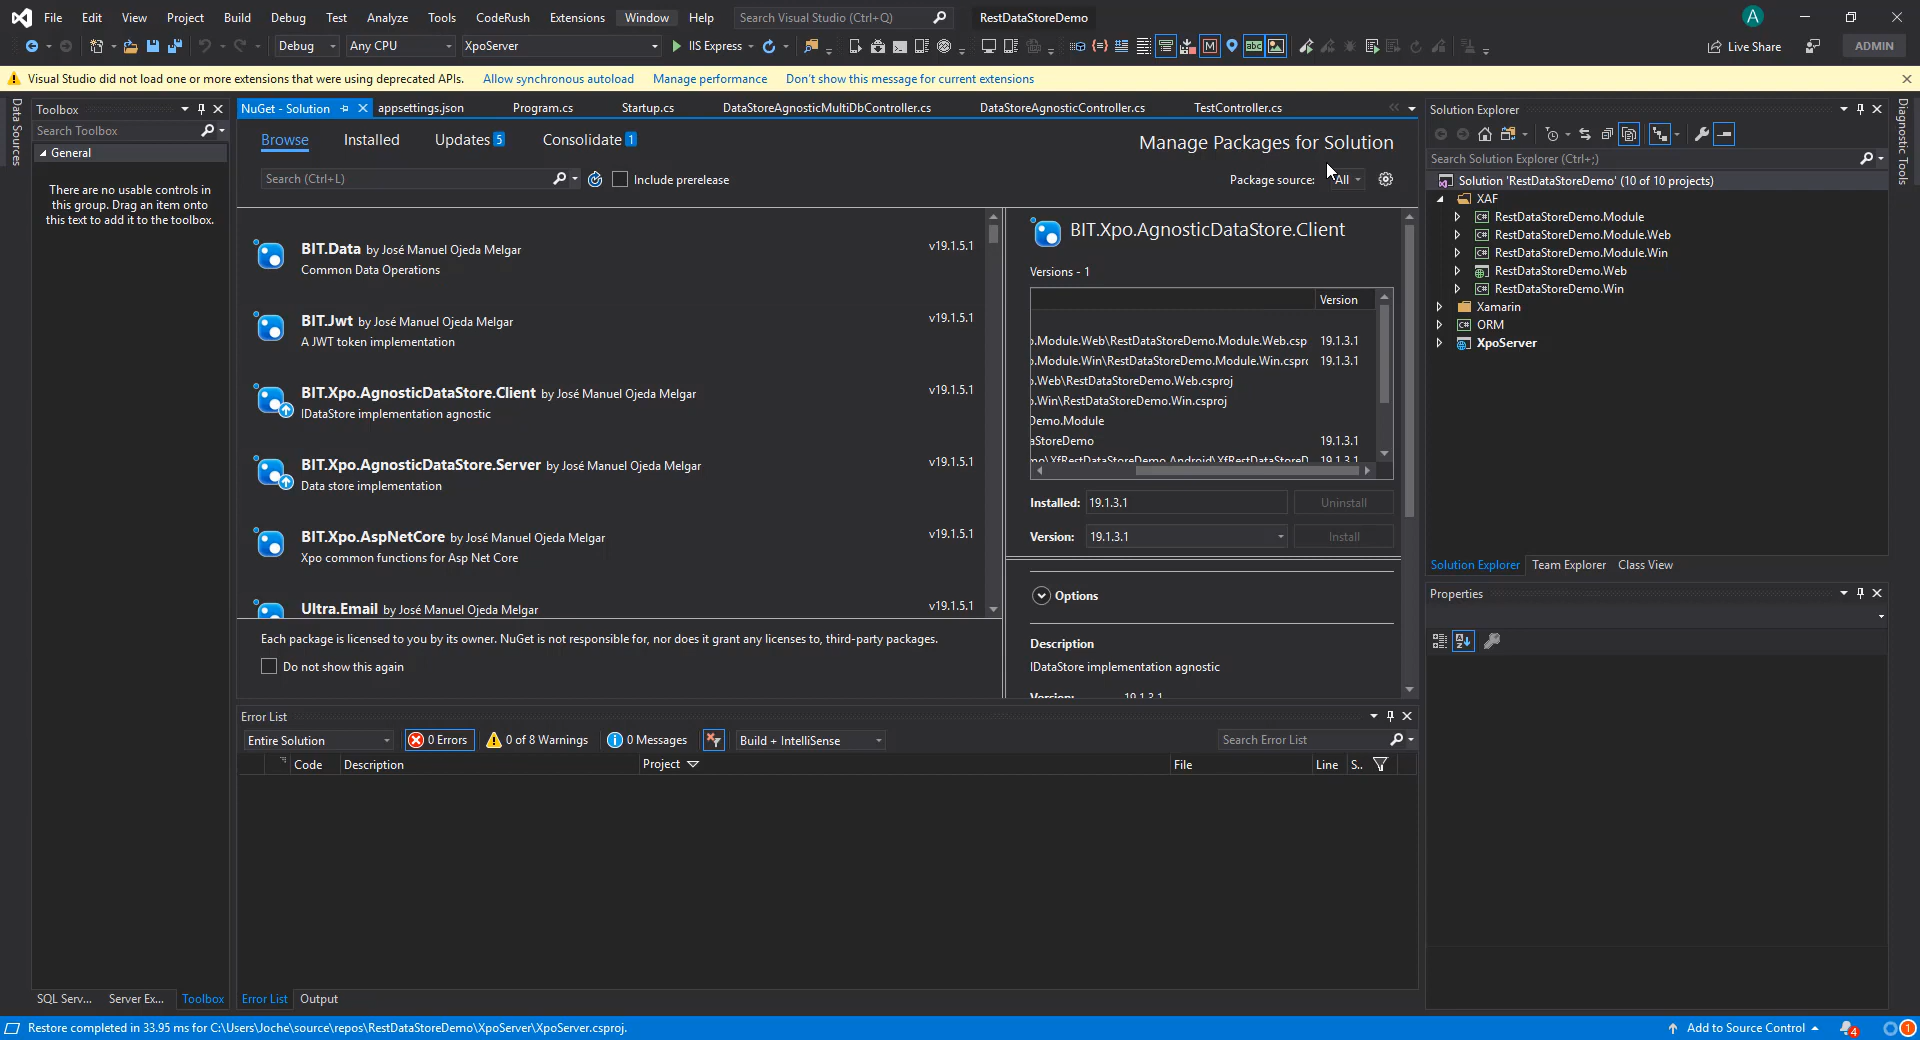 File Edit View Project Build Debug Test Analyze Tools CodeRush Extensions Window Help Search Visual Studio (Ctrl+Q) RestDataStoreDemo A
Debug Any CPU XpoServer IIS Express Live Share ADMIN
Visual Studio did not load one or more extensions that were using deprecated APIs. Allow synchronous autoload Manage performance Don't show this message for current extensions
Data Sources
Toolbox
Search Toolbox
General
There are no usable controls in
this group. Drag an item onto
this text to add it to the toolbox.
NuGet - Solution appsettings.json Program.cs Startup.cs DataStoreAgnosticMultiDbController.cs DataStoreAgnosticController.cs TestController.cs
Browse Installed Updates 5 Consolidate 1 Manage Packages for Solution
Search (Ctrl+L) Include prerelease Package source: All
BIT.Data by José Manuel Ojeda Melgar v19.1.5.1
Common Data Operations
BIT.Jwt by José Manuel Ojeda Melgar v19.1.5.1
A JWT token implementation
BIT.Xpo.AgnosticDataStore.Client by José Manuel Ojeda Melgar v19.1.5.1
IDataStore implementation agnostic
BIT.Xpo.AgnosticDataStore.Server by José Manuel Ojeda Melgar v19.1.5.1
Data store implementation
BIT.Xpo.AspNetCore by José Manuel Ojeda Melgar v19.1.5.1
Xpo common functions for Asp Net Core
Ultra.Email by José Manuel Ojeda Melgar v19.1.5.1
Each package is licensed to you by its owner. NuGet is not responsible for, nor does it grant any licenses to, third-party packages.
Do not show this again
BIT.Xpo.AgnosticDataStore.Client
Versions - 1
Version
.Module.Web\RestDataStoreDemo.Module.Web.csp 19.1.3.1
.Module.Win\RestDataStoreDemo.Module.Win.cspro 19.1.3.1
.Web\RestDataStoreDemo.Web.csproj
.Win\RestDataStoreDemo.Win.csproj
Demo.Module
aStoreDemo 19.1.3.1
\XfRestDataStoreDemo.Android\XfRestDataStoreD 19.1.3.1
Installed: 19.1.3.1 Uninstall
Version: 19.1.3.1 Install
Options
Description
IDataStore implementation agnostic
Version: 19.1.3.1
Solution Explorer
Search Solution Explorer (Ctrl+;)
Solution 'RestDataStoreDemo' (10 of 10 projects)
XAF
RestDataStoreDemo.Module
RestDataStoreDemo.Module.Web
RestDataStoreDemo.Module.Win
RestDataStoreDemo.Web
RestDataStoreDemo.Win
Xamarin
ORM
XpoServer
Solution Explorer Team Explorer Class View
Properties
Diagnostic Tools
Error List
Entire Solution 0 Errors 0 of 8 Warnings 0 Messages Build + IntelliSense Search Error List
Code Description Project File Line S..
SQL Serv... Server Ex... Toolbox Error List Output
Restore completed in 33.95 ms for C:\Users\Joche\source\repos\RestDataStoreDemo\XpoServer\XpoServer.csproj. Add to Source Control 4 1